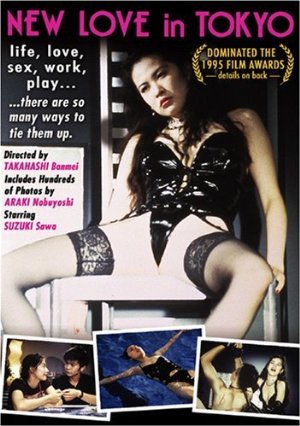 NEW LOVE in TOKYO
life, love,
sex, work,
play...
...there are so
many ways to
tie them up.
DOMINATED THE
1995 FILM AWARDS
details on back
Directed by
TAKAHASHI Banmei
Includes Hundreds
of Photos by
ARAKI Nobuyoshi
Starring
SUZUKI Sawa